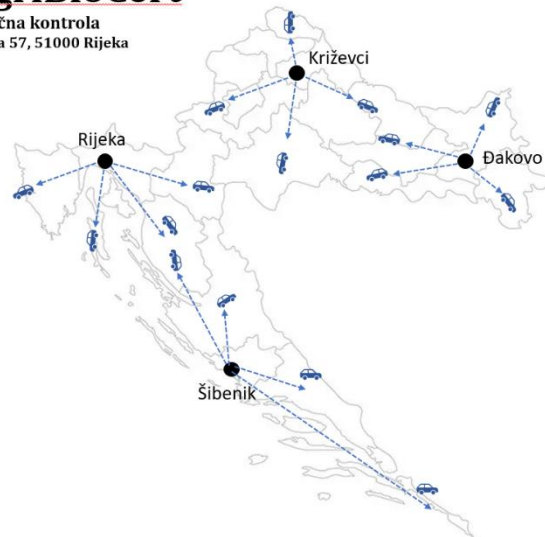 čna kontrola
57, 51000 Rijeka
Križevci
Rijeka
Đakovo
Šibenik